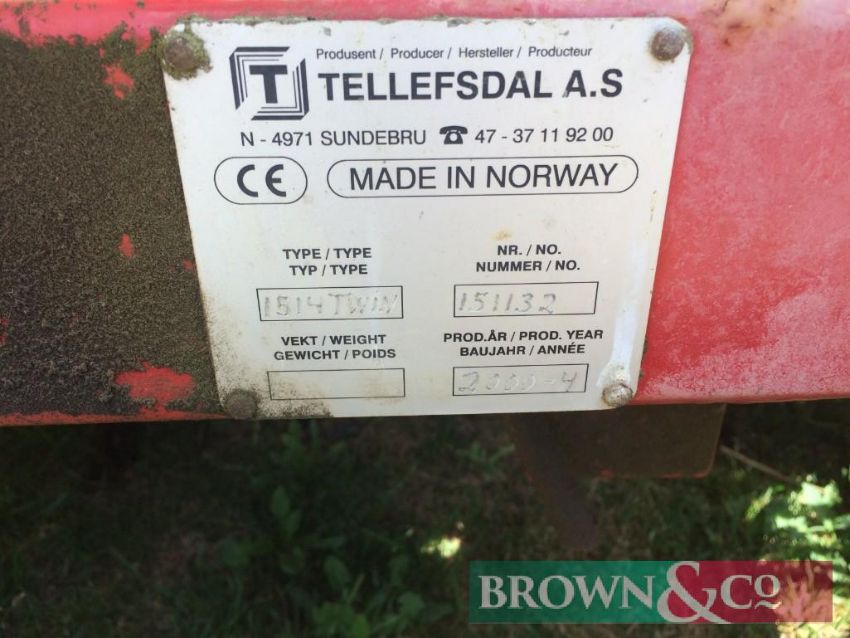 Produsent / Producer / Hersteller / Producteur
T TELLEFSDAL A.S
N - 4971 SUNDEBRU ☎ 47 - 37 11 92 00
CE MADE IN NORWAY
TYPE / TYPE
TYP / TYPE
1514 TWIN
NR. / NO.
NUMMER / NO.
151132
VEKT / WEIGHT
GEWICHT / POIDS
PROD.ÅR / PROD. YEAR
BAUJAHR / ANNÉE
2000-4
BROWN&CO